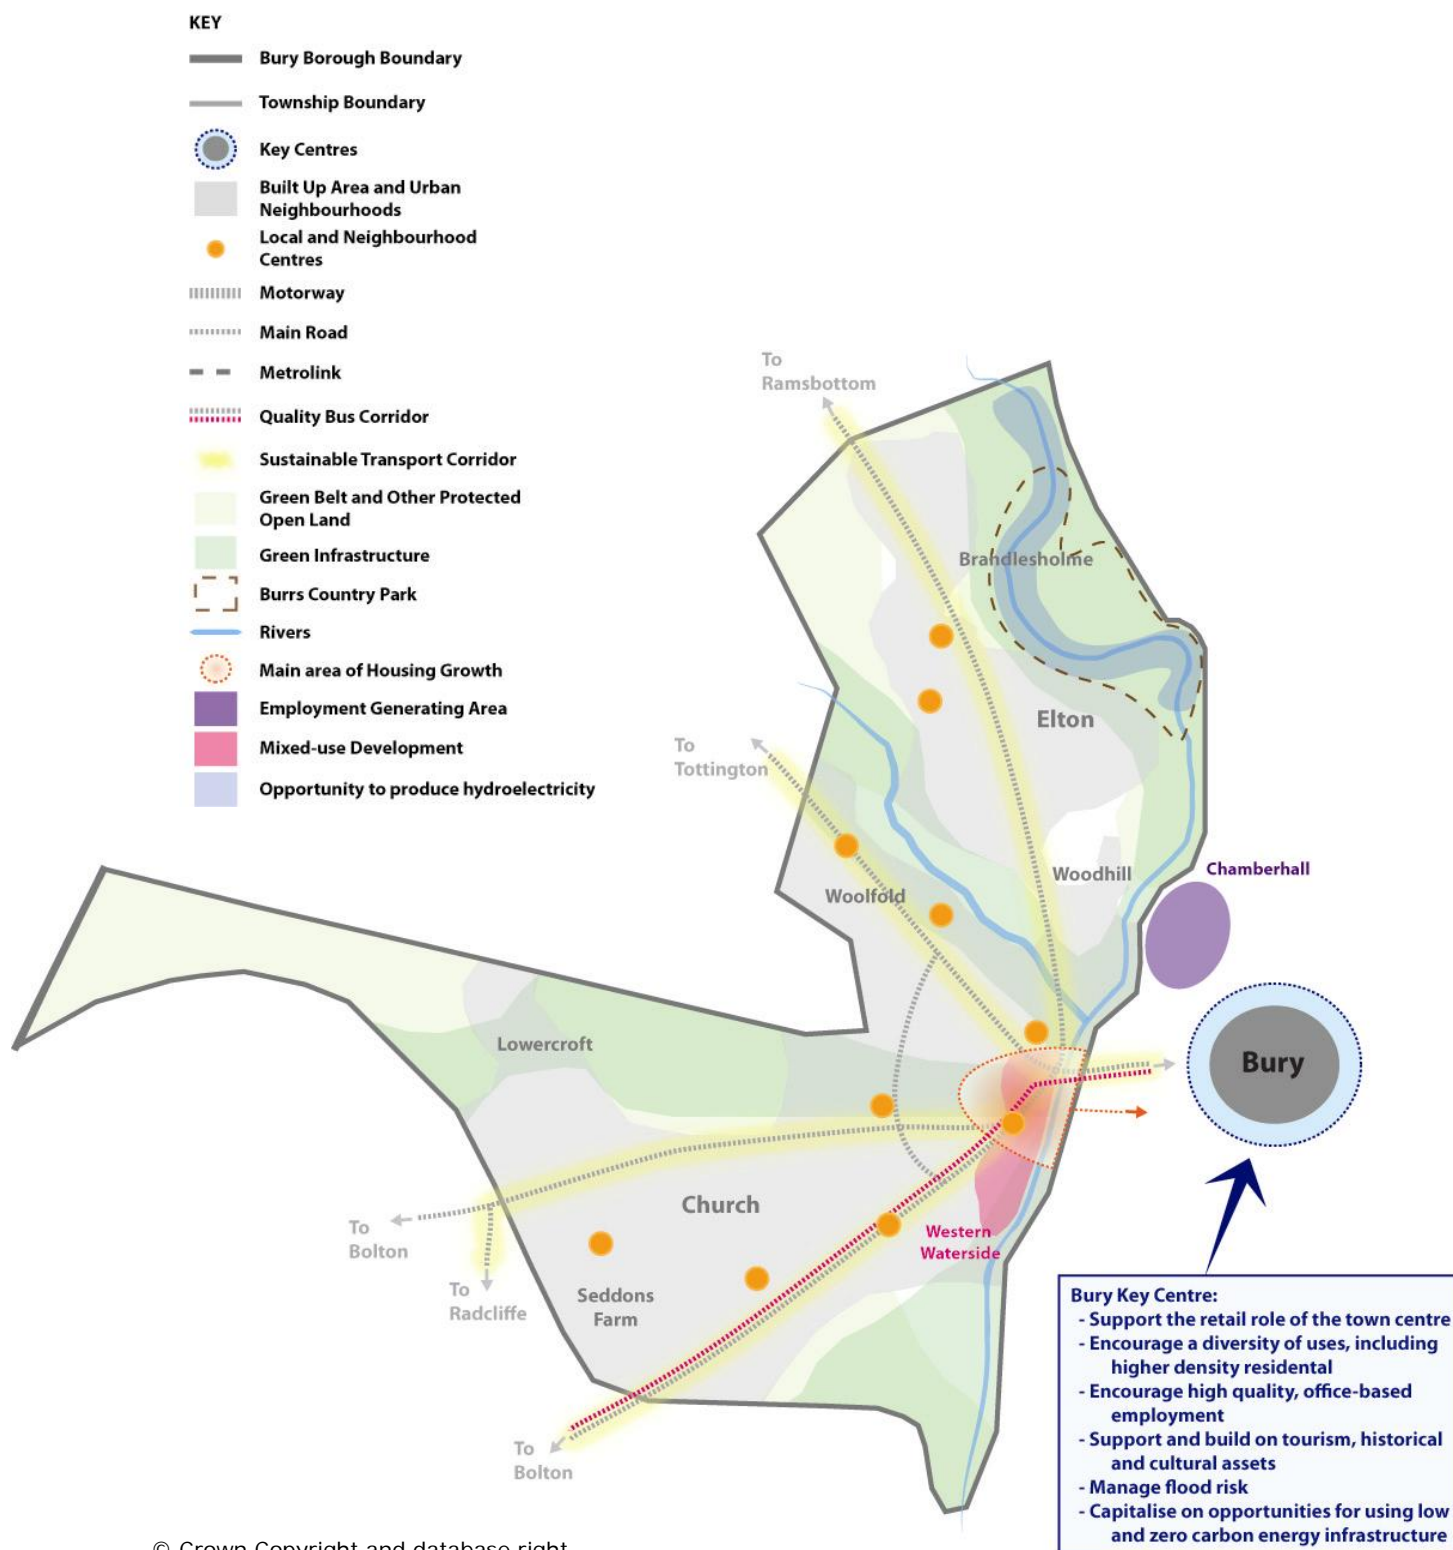 KEY
Bury Borough Boundary
Township Boundary
Key Centres
Built Up Area and Urban
Neighbourhoods
Local and Neighbourhood
Centres
Motorway
Main Road
Metrolink
Quality Bus Corridor
Sustainable Transport Corridor
Green Belt and Other Protected
Open Land
Green Infrastructure
Burrs Country Park
Rivers
Main area of Housing Growth
Employment Generating Area
Mixed-use Development
Opportunity to produce hydroelectricity
To
Ramsbottom
Brandlesholme
Elton
To
Tottington
Woodhill
Chamberhall
Woolfold
Lowercroft
Bury
Church
To
Bolton
Western
Waterside
To
Radcliffe
Seddons
Farm
To
Bolton
Bury Key Centre:
- Support the retail role of the town centre
- Encourage a diversity of uses, including
higher density residental
- Encourage high quality, office-based
employment
- Support and build on tourism, historical
and cultural assets
- Manage flood risk
- Capitalise on opportunities for using low
and zero carbon energy infrastructure
© Crown Copyright and database right